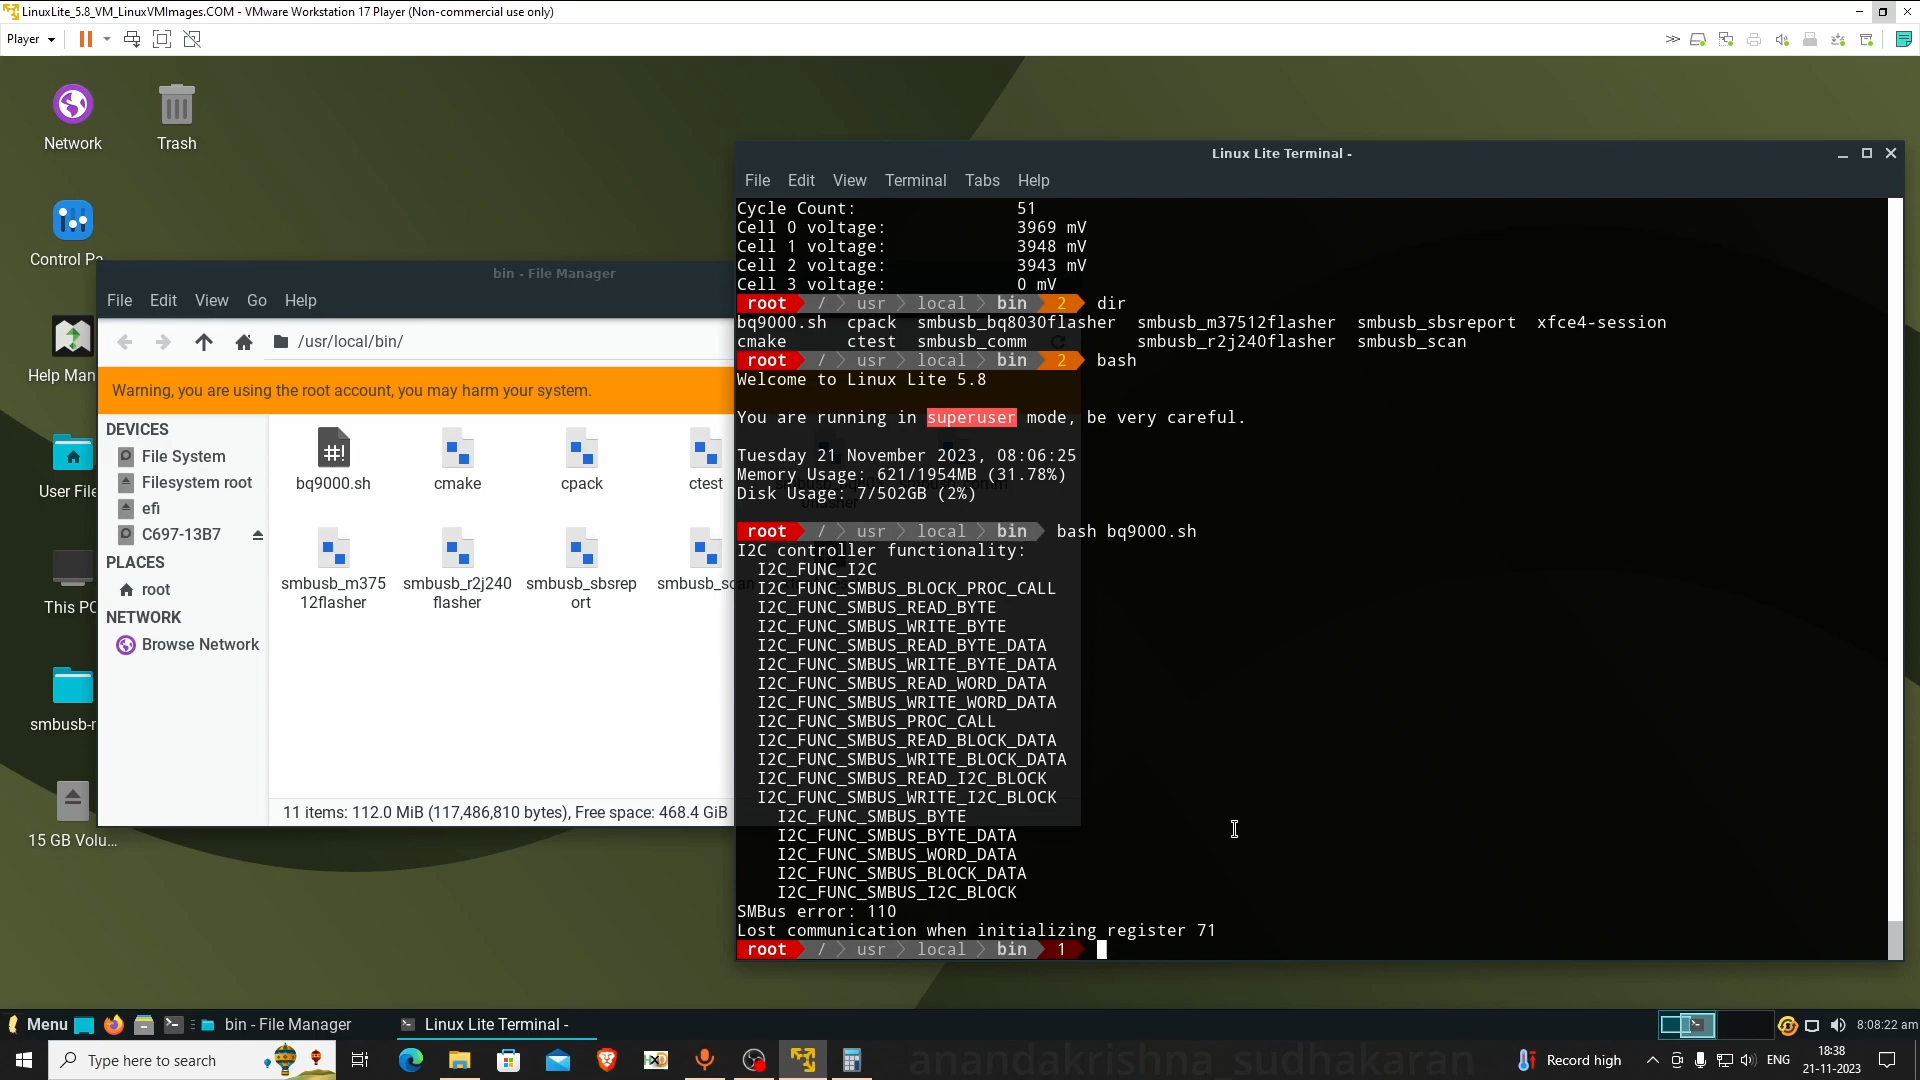 LinuxLite_5.8_VM_LinuxVMImages.COM - VMware Workstation 17 Player (Non-commercial use only)
Player
Network
Trash
Control Pa
Help Man
User File
This PC
smbusb-r
15 GB Volu...
bin - File Manager
File Edit View Go Help
/usr/local/bin/
Warning, you are using the root account, you may harm your system.
DEVICES
File System
Filesystem root
efi
C697-13B7
PLACES
root
NETWORK
Browse Network
bq9000.sh
cmake
cpack
ctest
smbusb_m375
12flasher
smbusb_r2j240
flasher
smbusb_sbsrep
ort
smbusb_scan
11 items: 112.0 MiB (117,486,810 bytes), Free space: 468.4 GiB
Linux Lite Terminal -
File Edit View Terminal Tabs Help
Cycle Count: 51
Cell 0 voltage: 3969 mV
Cell 1 voltage: 3948 mV
Cell 2 voltage: 3943 mV
Cell 3 voltage: 0 mV
root / usr local bin 2 dir
bq9000.sh cpack smbusb_bq8030flasher smbusb_m37512flasher smbusb_sbsreport xfce4-session
cmake ctest smbusb_comm smbusb_r2j240flasher smbusb_scan
root / usr local bin 2 bash
Welcome to Linux Lite 5.8
You are running in superuser mode, be very careful.
Tuesday 21 November 2023, 08:06:25
Memory Usage: 621/1954MB (31.78%)
Disk Usage: 7/502GB (2%)
root / usr local bin bash bq9000.sh
I2C controller functionality:
I2C_FUNC_I2C
I2C_FUNC_SMBUS_BLOCK_PROC_CALL
I2C_FUNC_SMBUS_READ_BYTE
I2C_FUNC_SMBUS_WRITE_BYTE
I2C_FUNC_SMBUS_READ_BYTE_DATA
I2C_FUNC_SMBUS_WRITE_BYTE_DATA
I2C_FUNC_SMBUS_READ_WORD_DATA
I2C_FUNC_SMBUS_WRITE_WORD_DATA
I2C_FUNC_SMBUS_PROC_CALL
I2C_FUNC_SMBUS_READ_BLOCK_DATA
I2C_FUNC_SMBUS_WRITE_BLOCK_DATA
I2C_FUNC_SMBUS_READ_I2C_BLOCK
I2C_FUNC_SMBUS_WRITE_I2C_BLOCK
I2C_FUNC_SMBUS_BYTE
I2C_FUNC_SMBUS_BYTE_DATA
I2C_FUNC_SMBUS_WORD_DATA
I2C_FUNC_SMBUS_BLOCK_DATA
I2C_FUNC_SMBUS_I2C_BLOCK
SMBus error: 110
Lost communication when initializing register 71
root / usr local bin 1
Menu bin - File Manager Linux Lite Terminal - 8:08:22 am
Type here to search
anandakrishna sudhakaran
Record high
ENG
18:38
21-11-2023